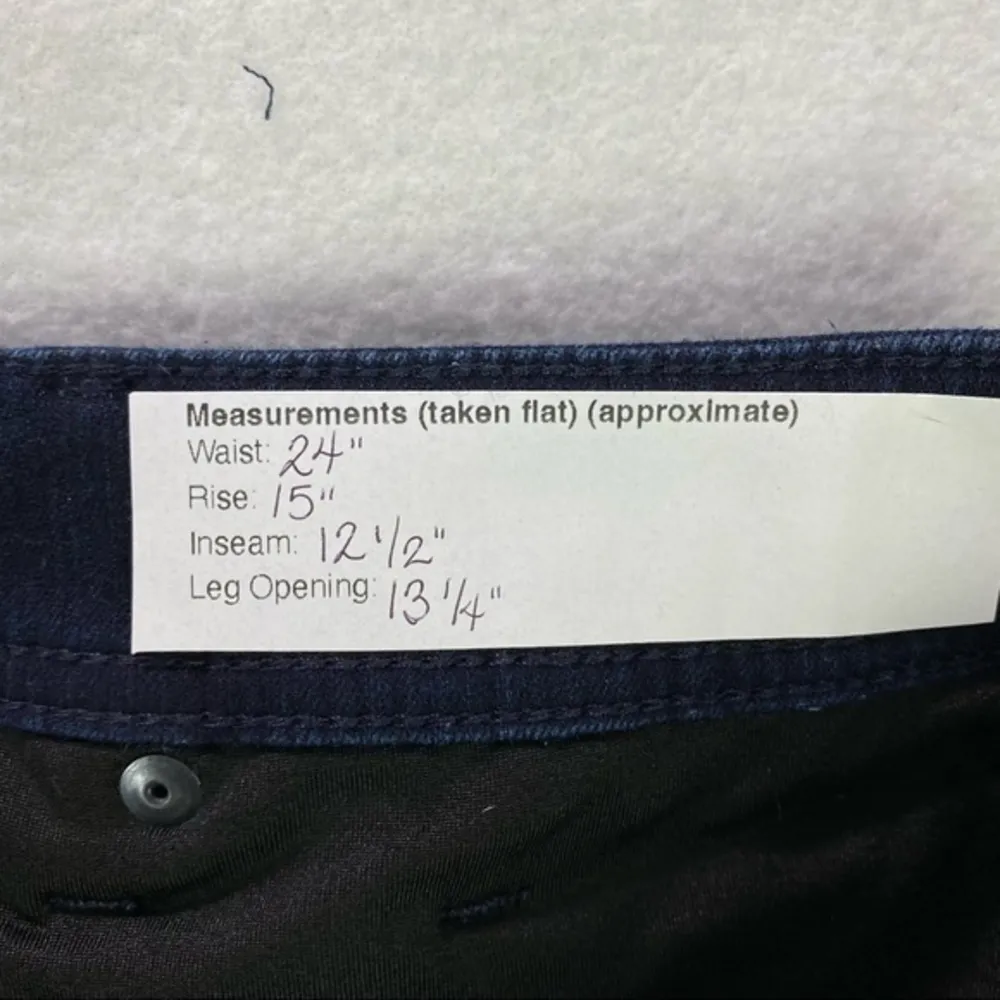 Measurements (taken flat) (approximate)
Waist: 24"
Rise: 15"
Inseam: 12 1/2"
Leg Opening: 13 1/4"